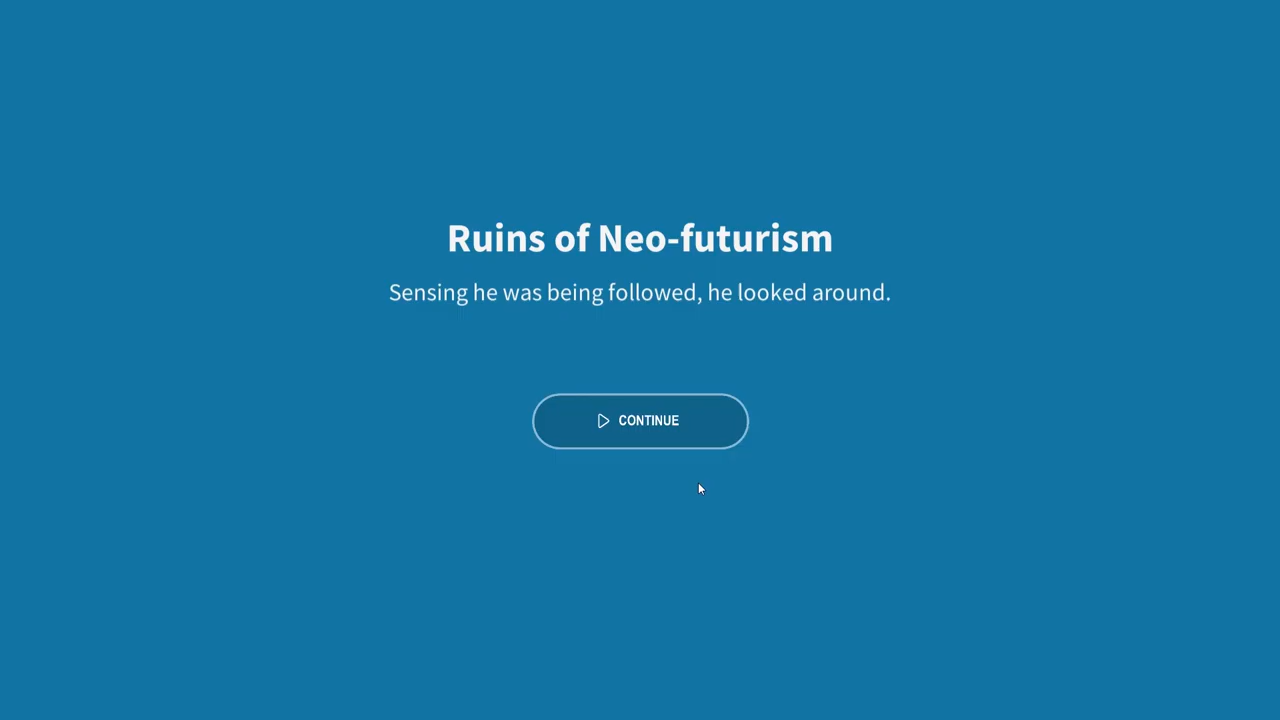 Ruins of Neo-futurism
Sensing he was being followed, he looked around.
CONTINUE